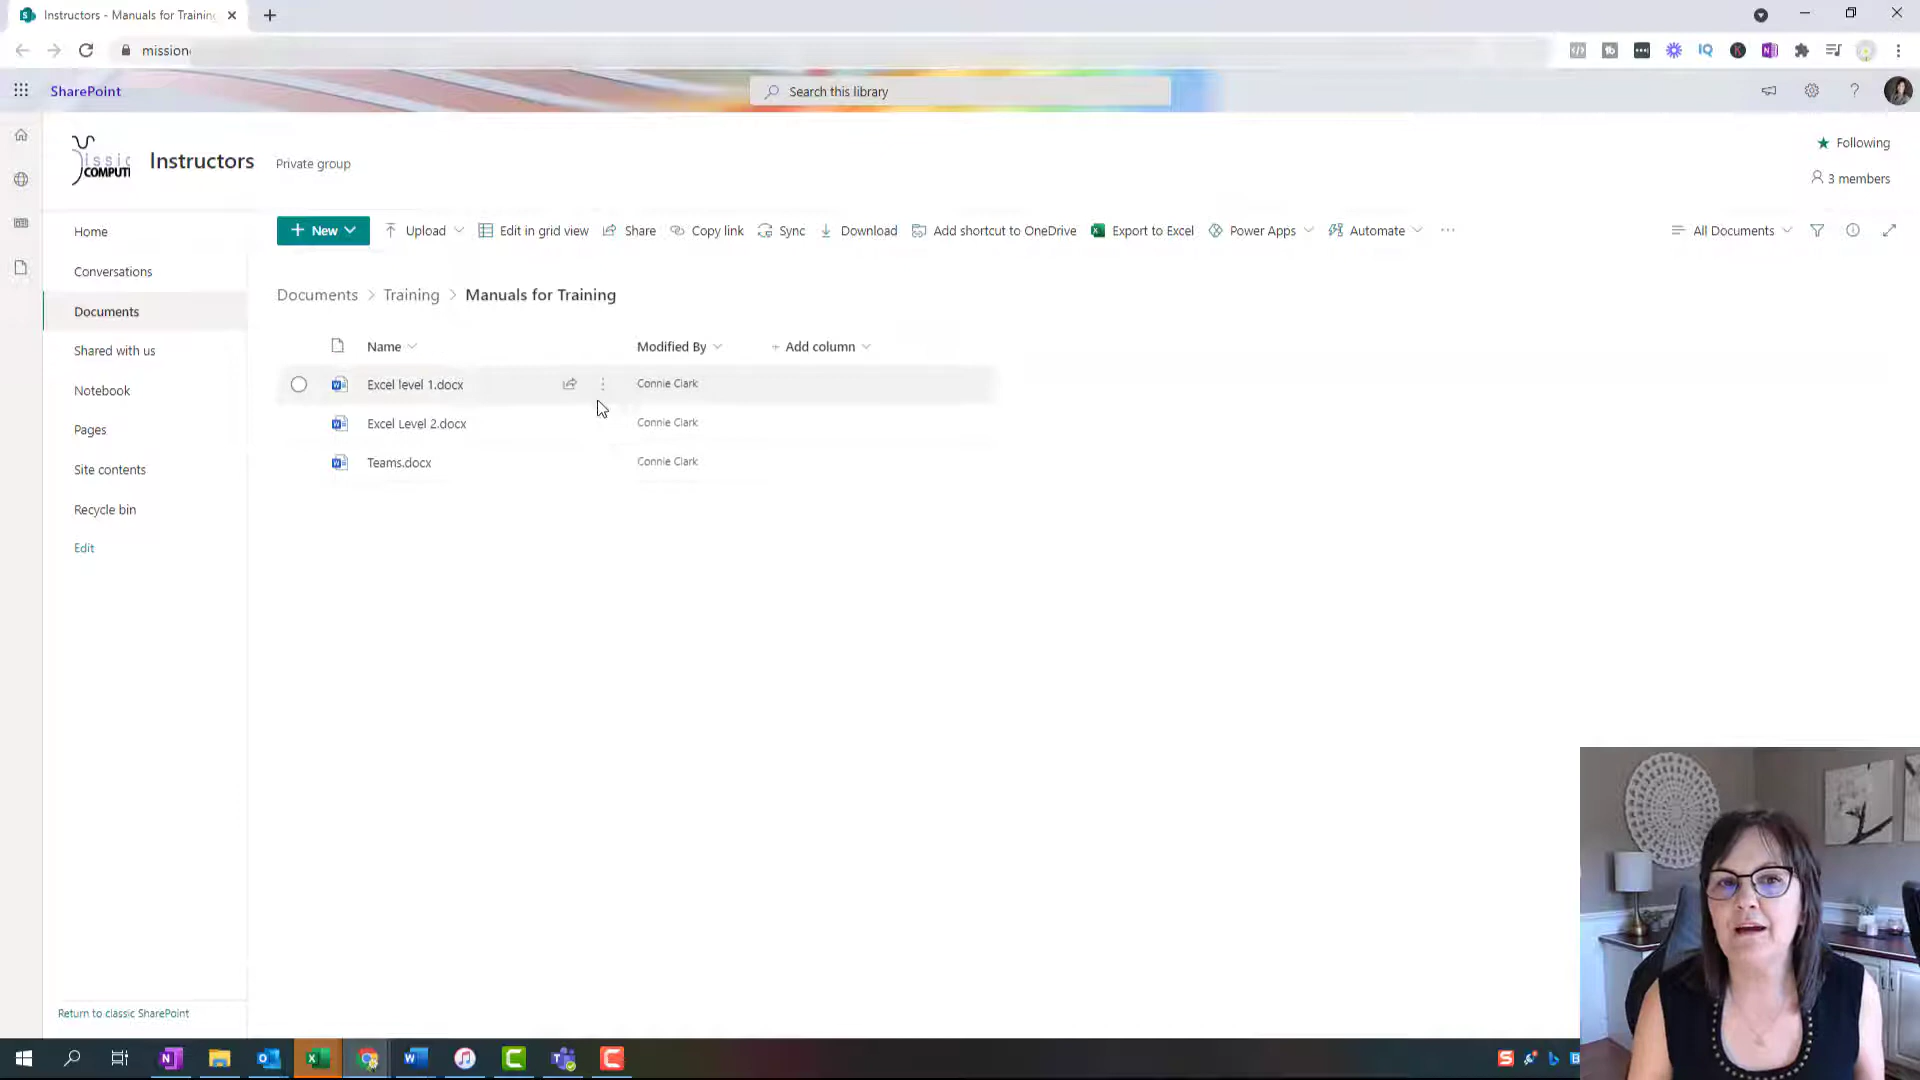 Instructors - Manuals for Training
mission
SharePoint
Search this library
issic
COMPUTI
Instructors
Private group
Following
3 members
Home
Conversations
Documents
Shared with us
Notebook
Pages
Site contents
Recycle bin
Edit
Return to classic SharePoint
+ New
Upload
Edit in grid view
Share
Copy link
Sync
Download
Add shortcut to OneDrive
Export to Excel
Power Apps
Automate
···
All Documents
Documents > Training > Manuals for Training
Name
Modified By
+ Add column
Excel level 1.docx
Connie Clark
Excel Level 2.docx
Connie Clark
Teams.docx
Connie Clark